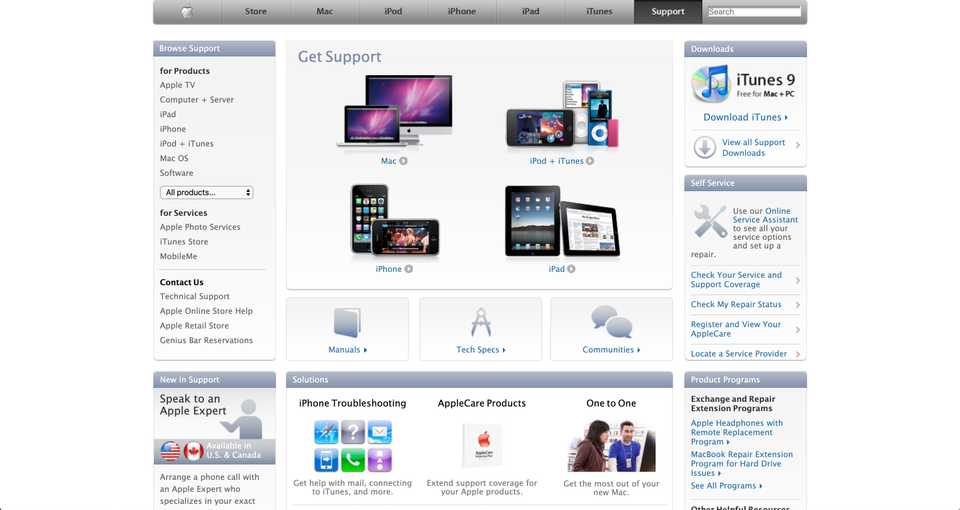 Store
Mac
iPod
iPhone
iPad
iTunes
Support
Search
Browse Support
for Products
Apple TV
Computer + Server
iPad
iPhone
iPod + iTunes
Mac OS
Software
All products...
for Services
Apple Photo Services
iTunes Store
MobileMe
Contact Us
Technical Support
Apple Online Store Help
Apple Retail Store
Genius Bar Reservations
Get Support
Mac
iPod + iTunes
iPhone
iPad
Manuals
Tech Specs
Communities
Downloads
iTunes 9
Free for Mac + PC
Download iTunes
View all Support
Downloads
Self Service
Use our Online
Service Assistant
to see all your
service options
and set up a
repair.
Check Your Service and
Support Coverage
Check My Repair Status
Register and View Your
AppleCare
Locate a Service Provider
New in Support
Speak to an
Apple Expert
Available in
U.S. & Canada
Arrange a phone call with
an Apple Expert who
specializes in your exact
Solutions
iPhone Troubleshooting
Get help with mail, connecting
to iTunes, and more.
AppleCare Products
Extend support coverage for
your Apple products.
One to One
Get the most out of your
new Mac.
Product Programs
Exchange and Repair
Extension Programs
Apple Headphones with
Remote Replacement
Program
MacBook Repair Extension
Program for Hard Drive
Issues
See All Programs
Other Helpful Resources